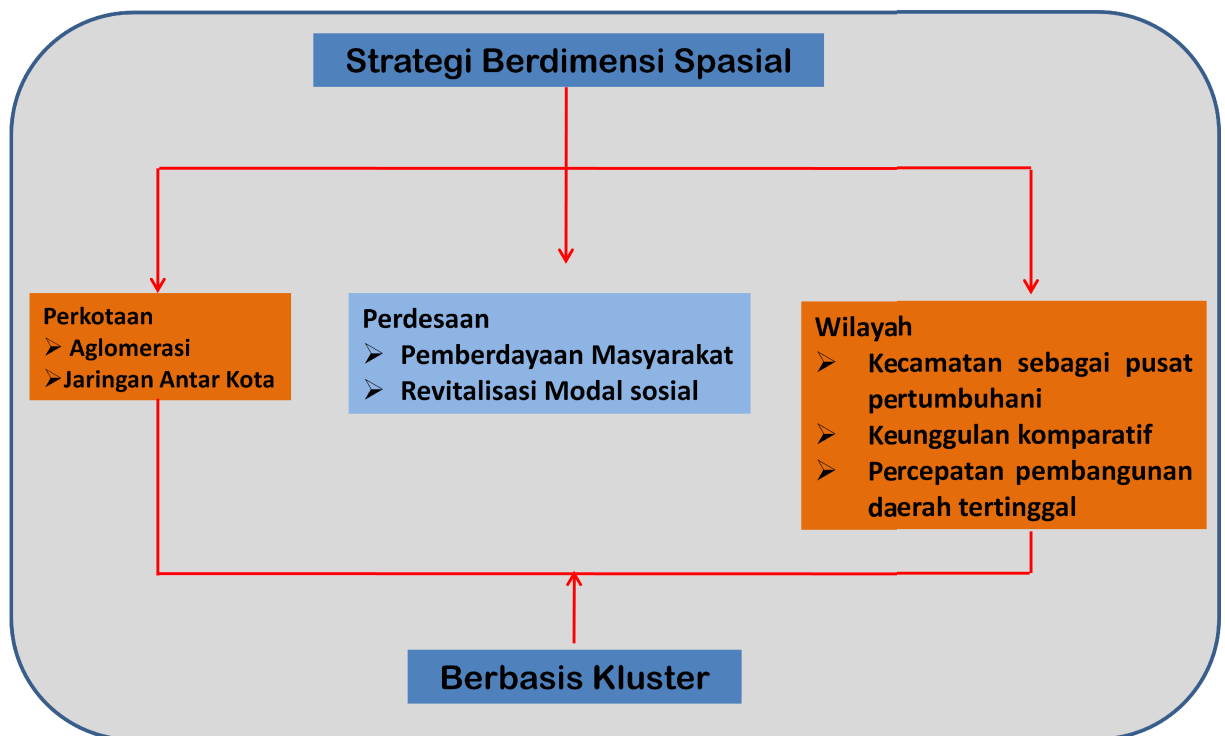 Strategi Berdimensi Spasial
Perkotaan
➢ Aglomerasi
➢Jaringan Antar Kota
Perdesaan
➢ Pemberdayaan Masyarakat
➢ Revitalisasi Modal sosial
Wilayah
➢ Kecamatan sebagai pusat
pertumbuhani
➢ Keunggulan komparatif
➢ Percepatan pembangunan
daerah tertinggal
Berbasis Kluster